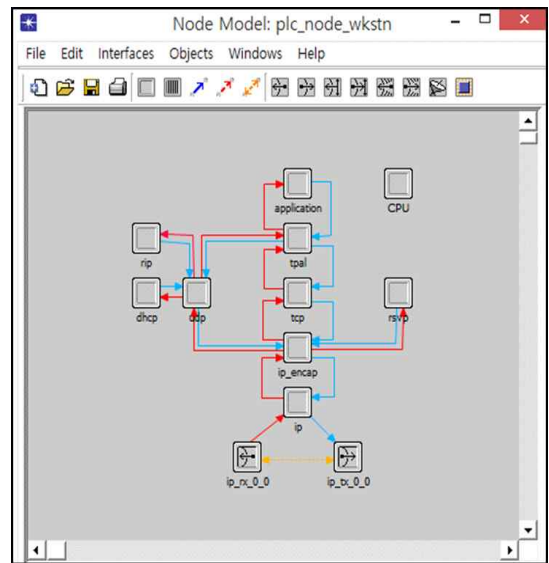 Node Model: plc_node_wkstn
File Edit Interfaces Objects Windows Help
application CPU
rip tpal
dhcp udp tcp rsvp
ip_encap
ip
ip_rx_0_0 ip_tx_0_0